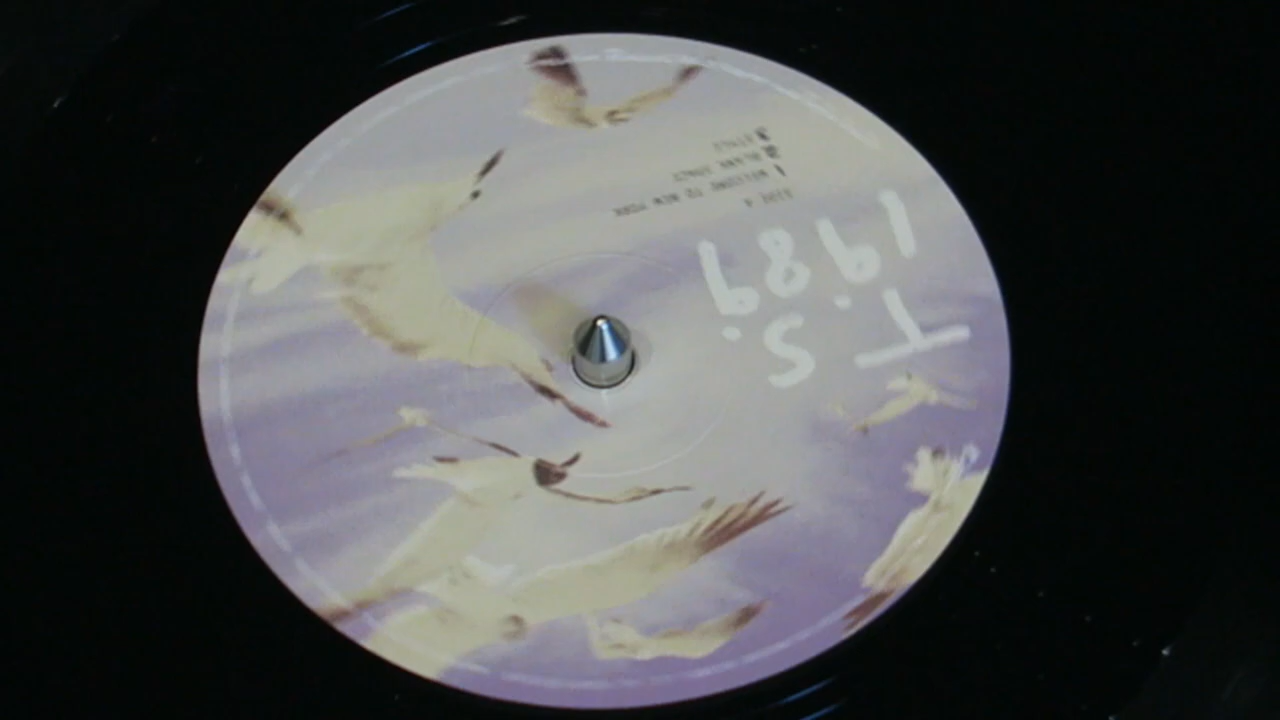 T. S.
1989
SIDE A
1 WELCOME TO NEW YORK
2 BLANK SPACE
3 STYLE